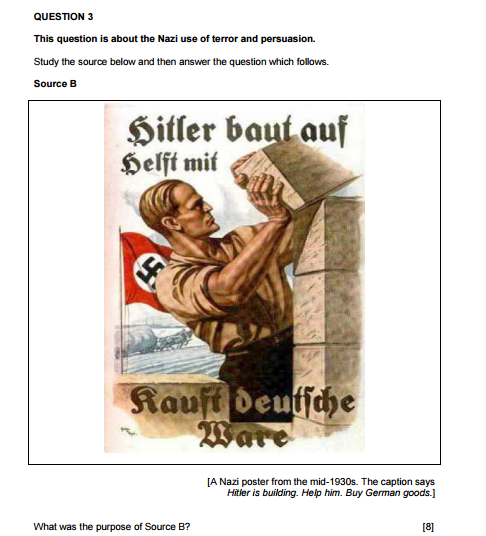 QUESTION 3
This question is about the Nazi use of terror and persuasion.
Study the source below and then answer the question which follows.
Source B
Hitler baut auf
Helft mit
Kauft deutsche
Ware
[A Nazi poster from the mid-1930s. The caption says
Hitler is building. Help him. Buy German goods.]
What was the purpose of Source B?
[8]